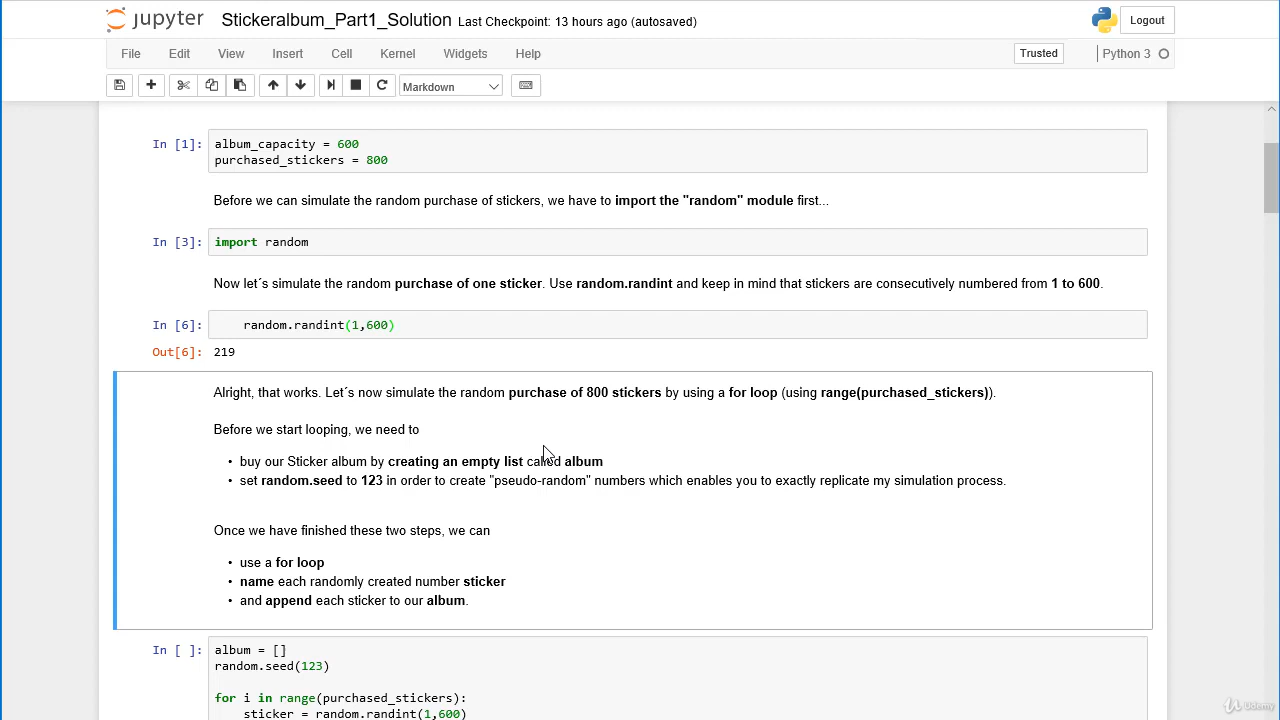 jupyter Stickeralbum_Part1_Solution Last Checkpoint: 13 hours ago (autosaved) Logout
File Edit View Insert Cell Kernel Widgets Help Trusted Python 3
Markdown
In [1]: album_capacity = 600
purchased_stickers = 800
Before we can simulate the random purchase of stickers, we have to import the "random" module first...
In [3]: import random
Now let´s simulate the random purchase of one sticker. Use random.randint and keep in mind that stickers are consecutively numbered from 1 to 600.
In [6]: random.randint(1,600)
Out[6]: 219
Alright, that works. Let´s now simulate the random purchase of 800 stickers by using a for loop (using range(purchased_stickers)).
Before we start looping, we need to
• buy our Sticker album by creating an empty list called album
• set random.seed to 123 in order to create "pseudo-random" numbers which enables you to exactly replicate my simulation process.
Once we have finished these two steps, we can
• use a for loop
• name each randomly created number sticker
• and append each sticker to our album.
In [ ]: album = []
random.seed(123)
for i in range(purchased_stickers):
sticker = random.randint(1,600)
Udemy